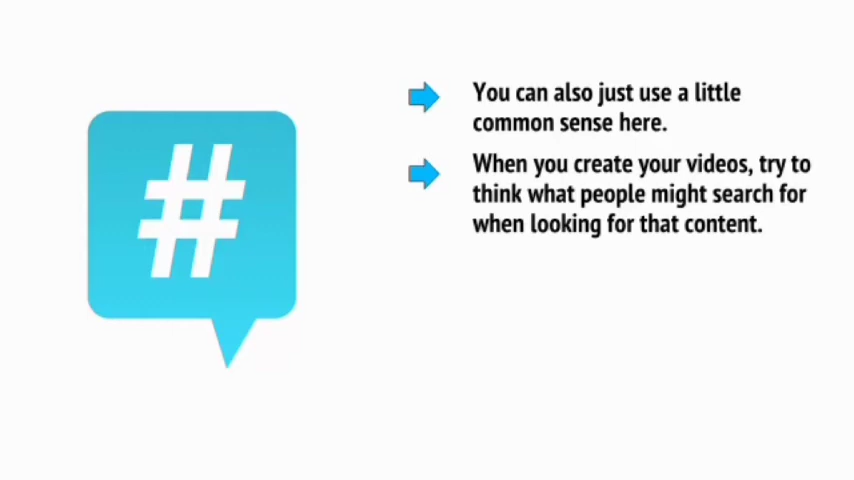 #
You can also just use a little
common sense here.
When you create your videos, try to
think what people might search for
when looking for that content.